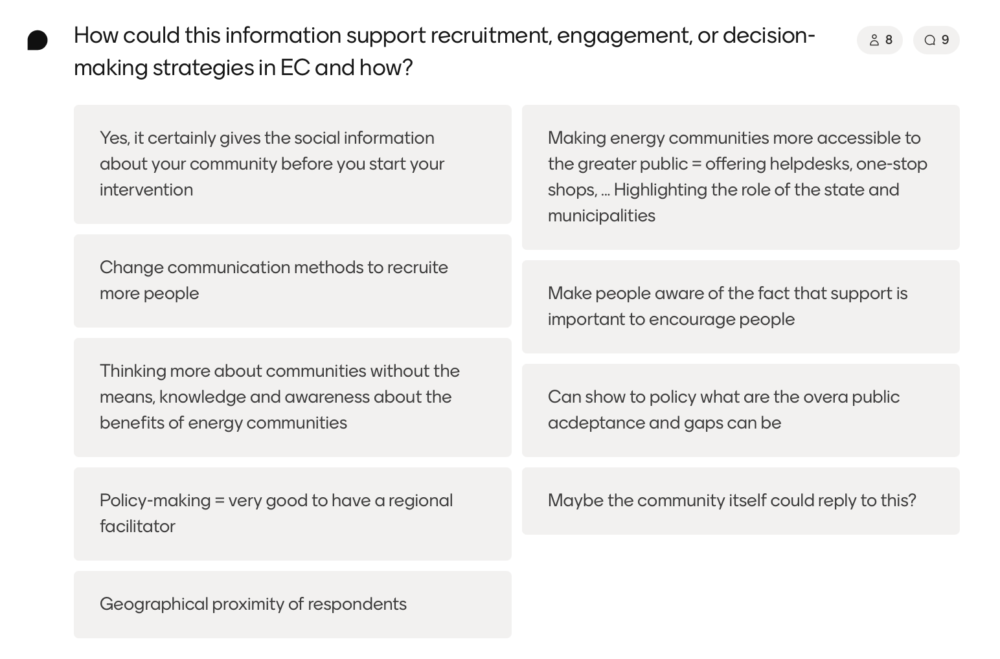 How could this information support recruitment, engagement, or decision-
making strategies in EC and how?
8
9
Yes, it certainly gives the social information
about your community before you start your
intervention
Change communication methods to recruite
more people
Thinking more about communities without the
means, knowledge and awareness about the
benefits of energy communities
Policy-making = very good to have a regional
facilitator
Geographical proximity of respondents
Making energy communities more accessible to
the greater public = offering helpdesks, one-stop
shops, ... Highlighting the role of the state and
municipalities
Make people aware of the fact that support is
important to encourage people
Can show to policy what are the overa public
acdeptance and gaps can be
Maybe the community itself could reply to this?